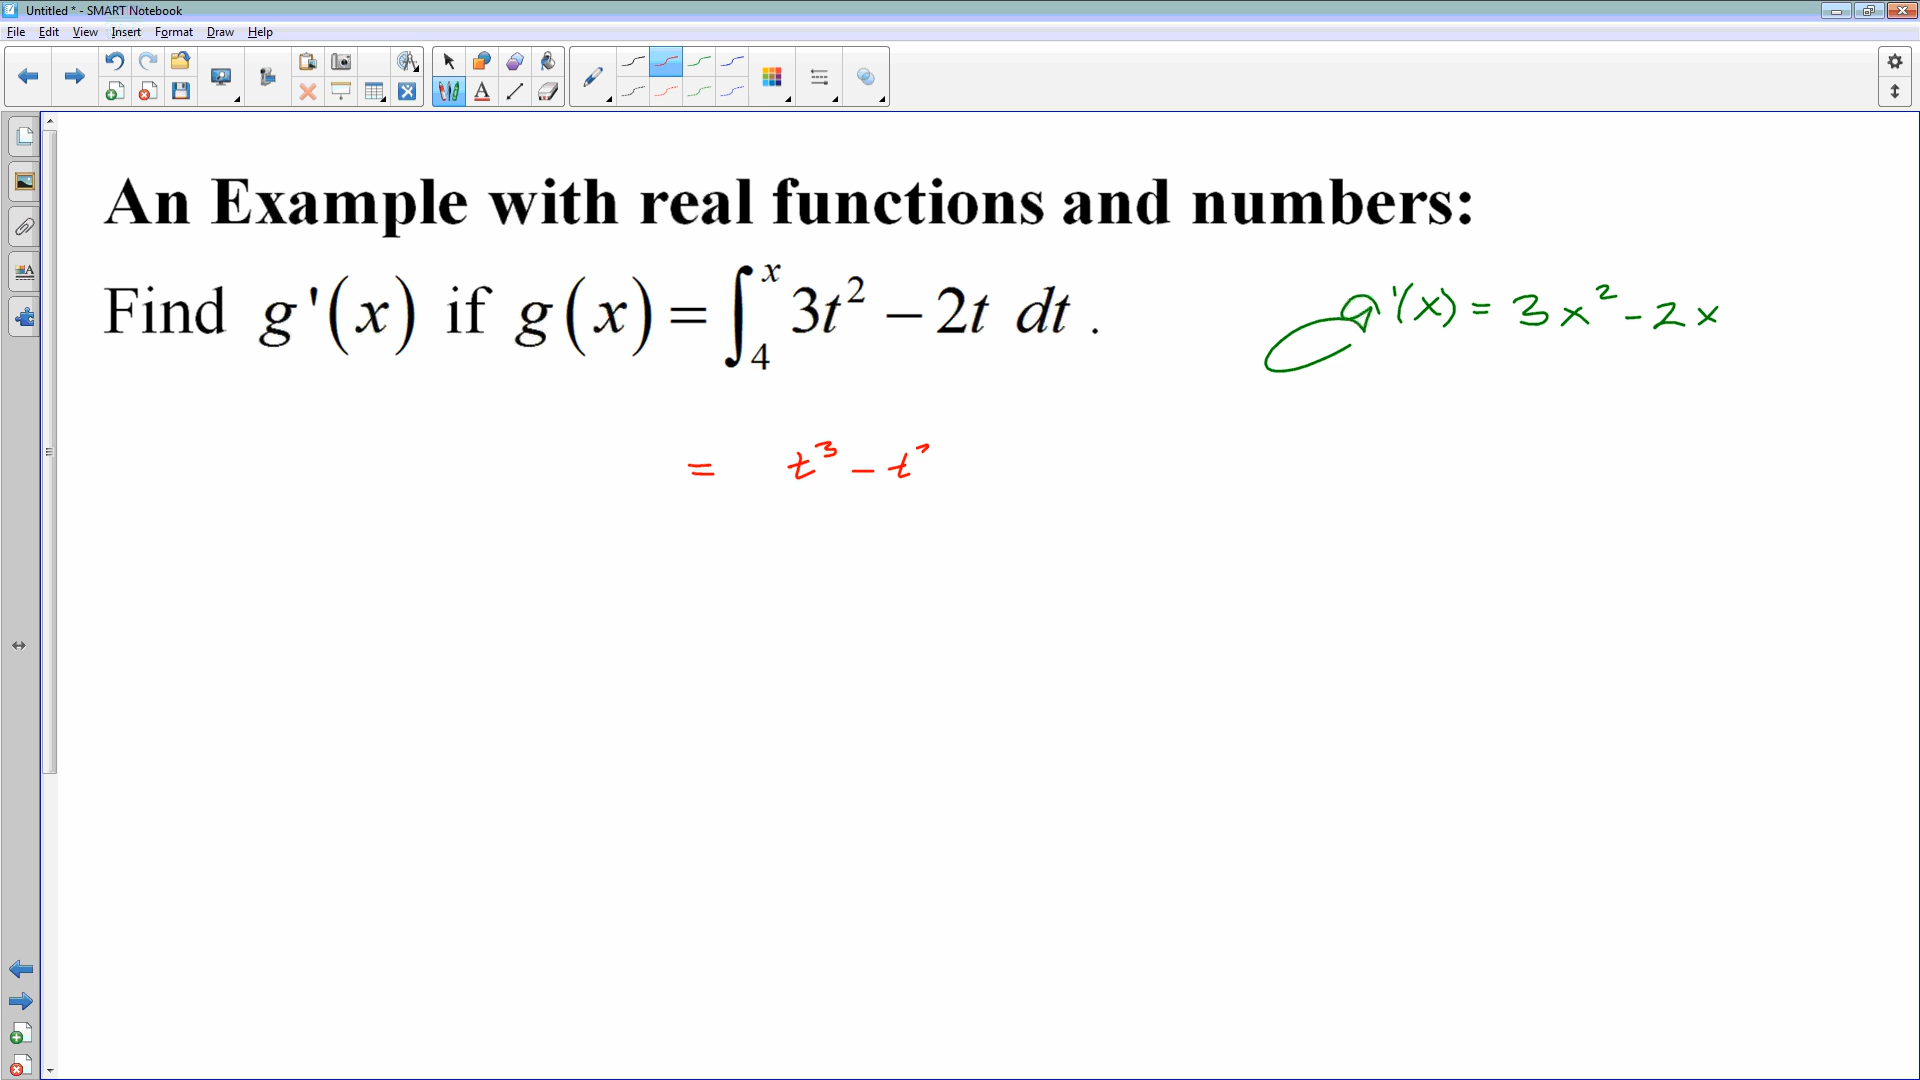 Untitled * - SMART Notebook
File Edit View Insert Format Draw Help
An Example with real functions and numbers:
Find g'(x) if g(x) = ∫₄ˣ 3t² − 2t dt .
g'(x) = 3x² - 2x
= t³ - t